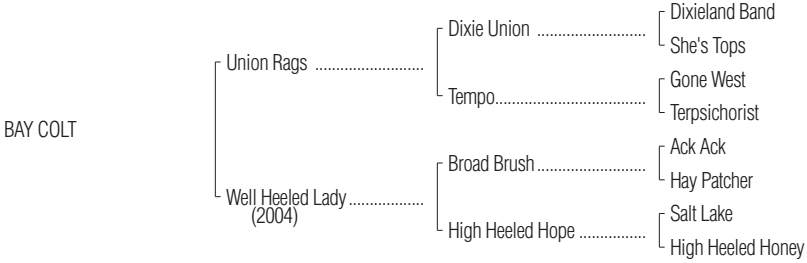 Dixieland Band
Dixie Union ..........................
She's Tops
Union Rags ..........................
Gone West
Tempo....................................
Terpsichorist
BAY COLT
Ack Ack
Broad Brush..........................
Hay Patcher
Well Heeled Lady..................
(2004)
Salt Lake
High Heeled Hope ................
High Heeled Honey